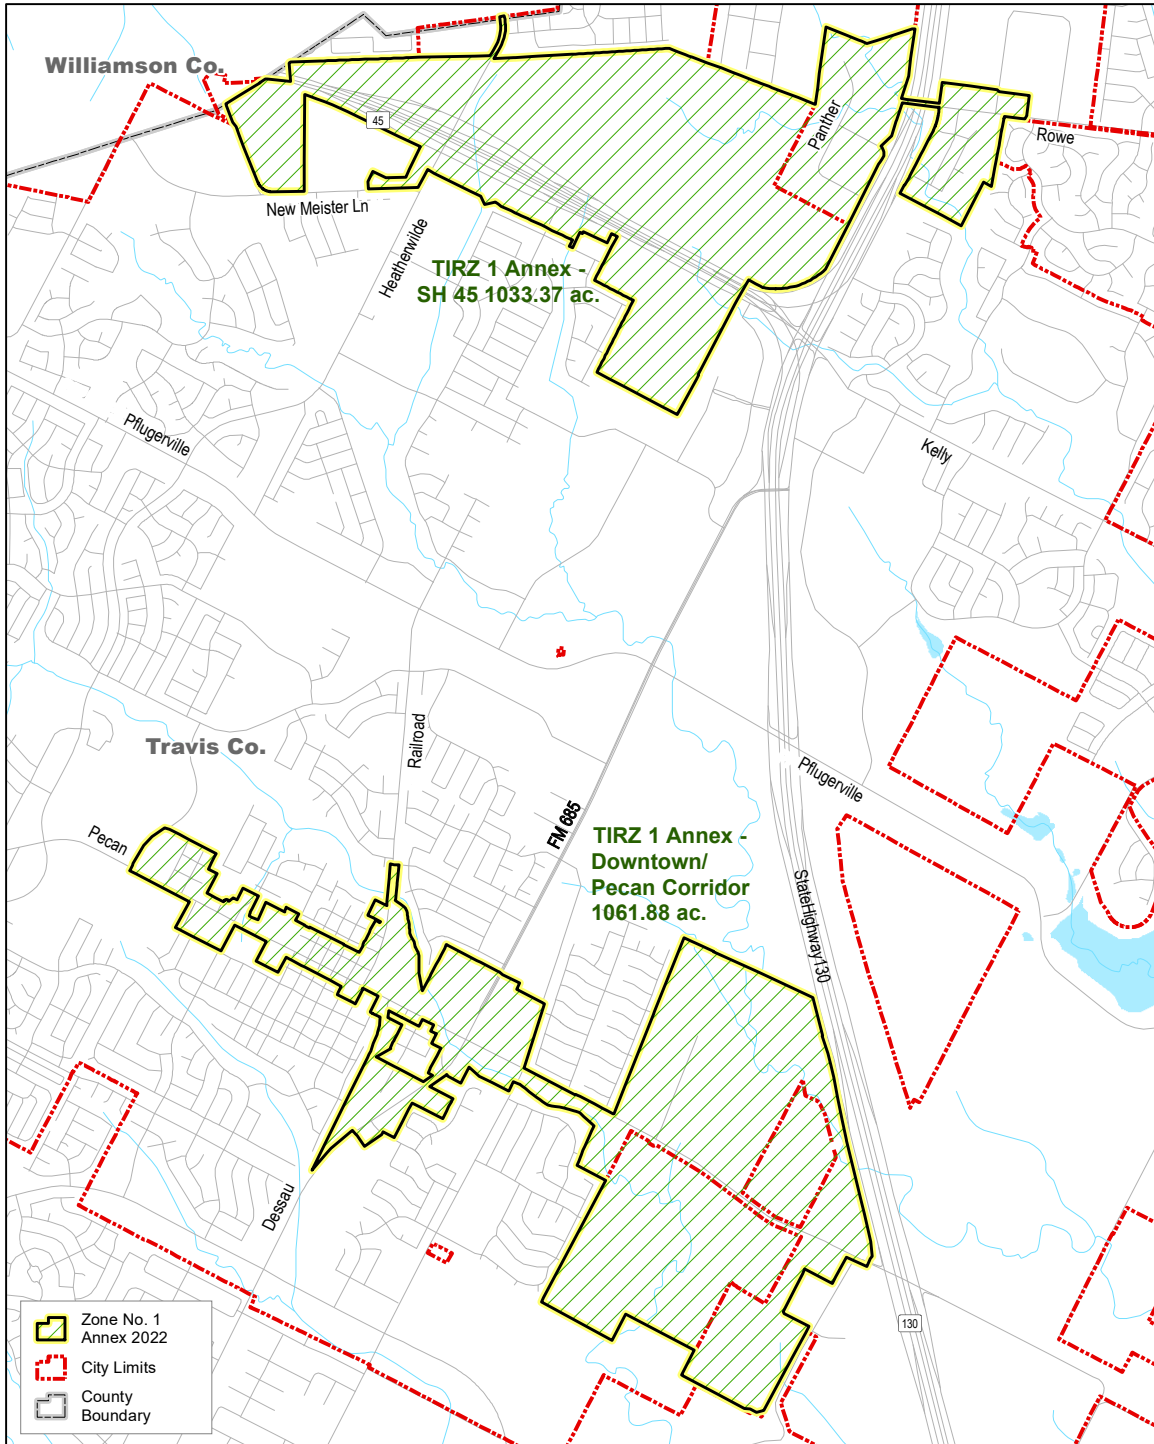 Williamson Co.
45
Panther
Rowe
New Meister Ln
Heatherwilde
TIRZ 1 Annex -
SH 45 1033.37 ac.
Pflugerville
Kelly
Railroad
Travis Co.
Pflugerville
FM 685
Pecan
TIRZ 1 Annex -
Downtown/
Pecan Corridor
1061.88 ac.
StateHighway130
Dessau
130
Zone No. 1
Annex 2022
City Limits
County
Boundary